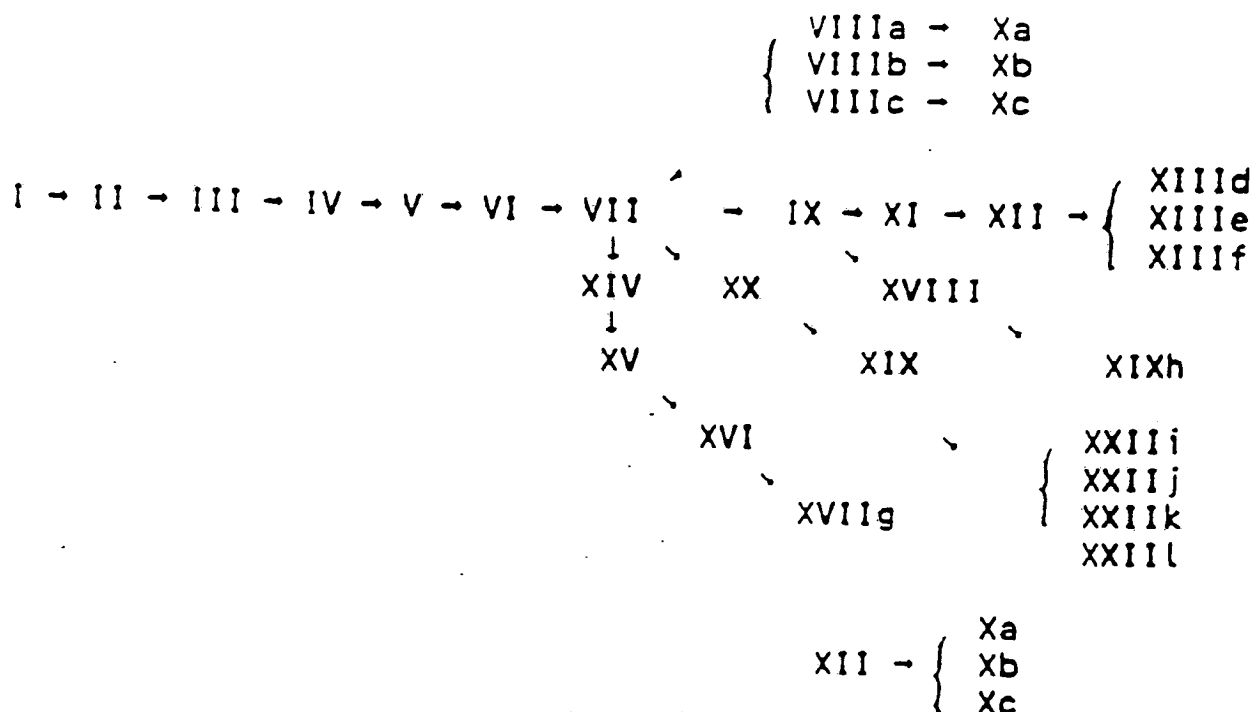 VIIIa → Xa
{ VIIIb → Xb
VIIIc → Xc
I → II → III → IV → V → VI → VII → IX → XI → XII → { XIIId
XIIIe
XIIIf
↓ ↘ ↘
XIV XX XVIII
↓ ↘ ↘
XV XIX XIXh
↘
XVI ↘ { XXIIi
↘ XXIIj
XVIIg XXIIk
XXIIl
Xa
XII → { Xb
Xc